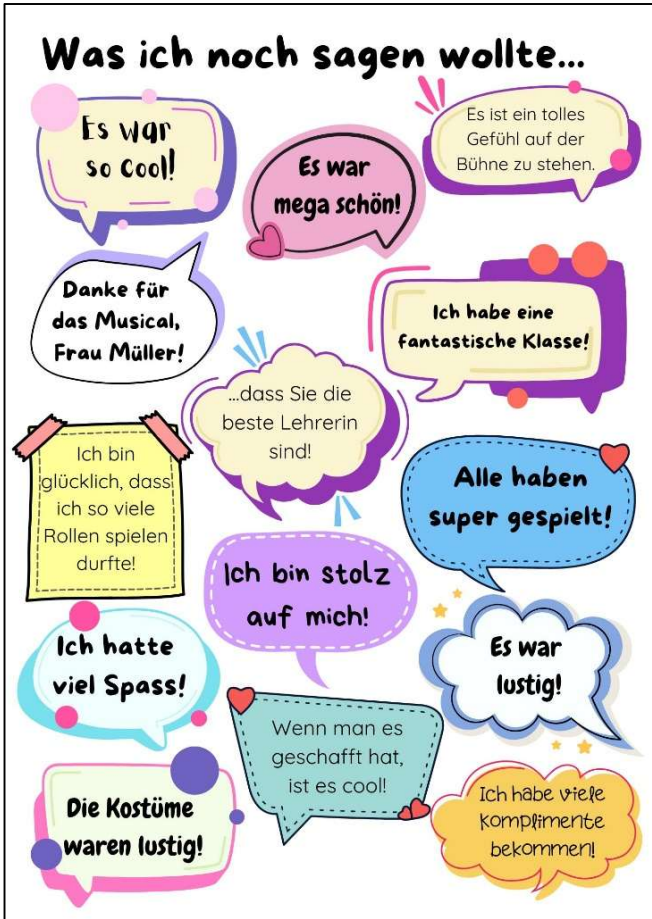 Was ich noch sagen wollte...
Es war
so cool!
Es war
mega schön!
Es ist ein tolles
Gefühl auf der
Bühne zu stehen.
Danke für
das Musical,
Frau Müller!
Ich habe eine
fantastische Klasse!
...dass Sie die
beste Lehrerin
sind!
Ich bin
glücklich, dass
ich so viele
Rollen spielen
durfte!
Alle haben
super gespielt!
Ich bin stolz
auf mich!
Ich hatte
viel Spass!
Es war
lustig!
Wenn man es
geschafft hat,
ist es cool!
Die Kostüme
waren lustig!
Ich habe viele
Komplimente
bekommen!